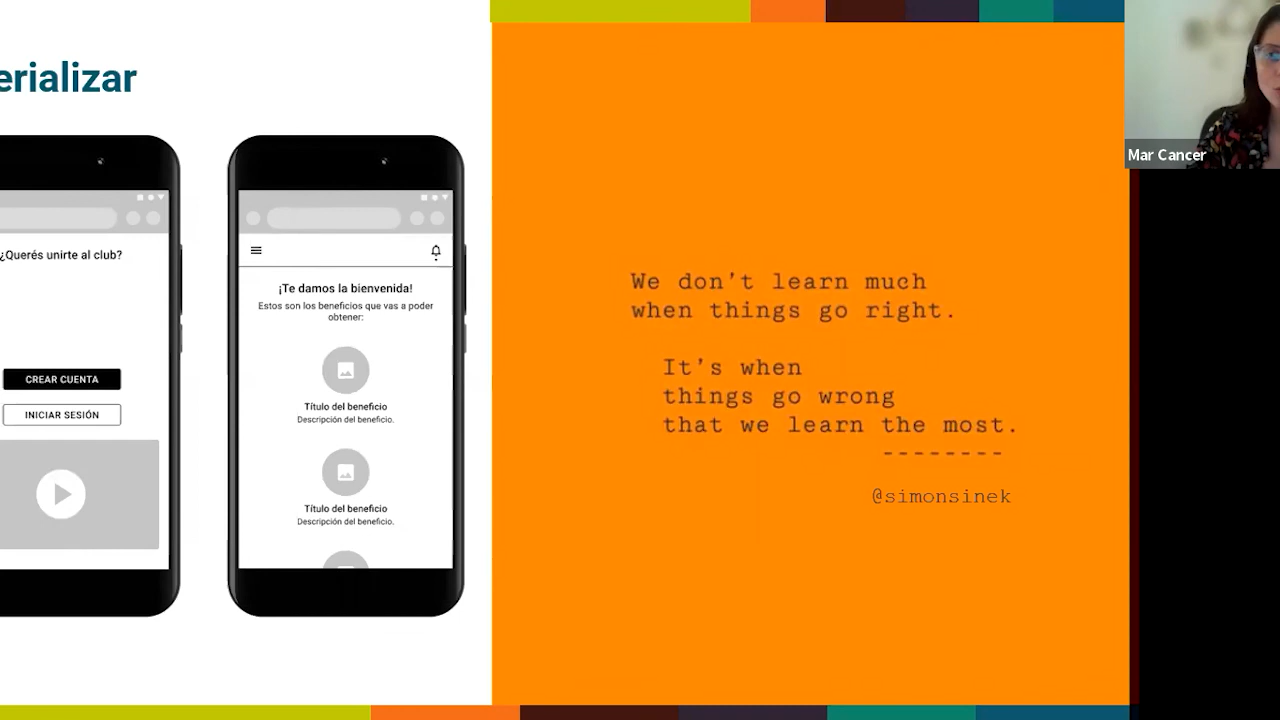 erializar
¿Querés unirte al club?
CREAR CUENTA
INICIAR SESIÓN
¡Te damos la bienvenida!
Estos son los beneficios que vas a poder
obtener:
Título del beneficio
Descripción del beneficio.
Título del beneficio
Descripción del beneficio.
We don't learn much
when things go right.
It's when
things go wrong
that we learn the most.
--------
@simonsinek
Mar Cancer